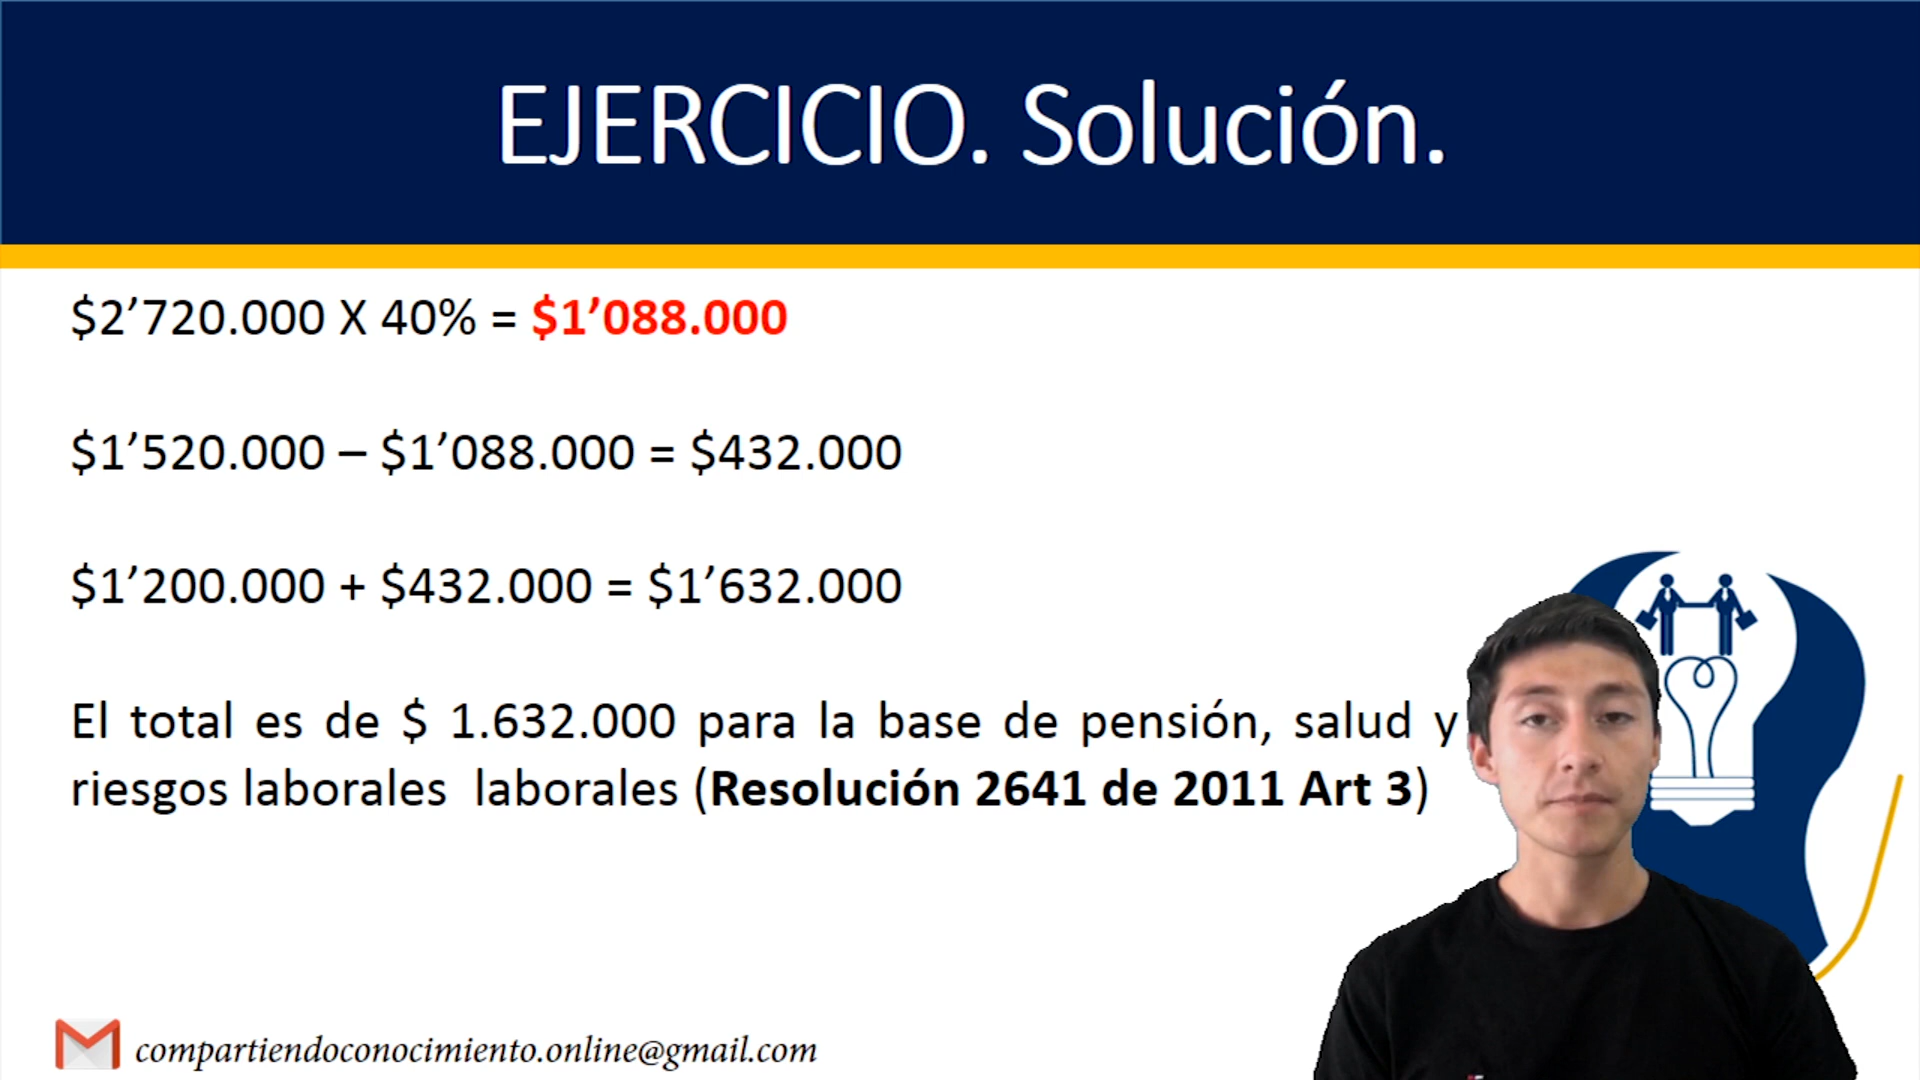 EJERCICIO. Solución.
$2’720.000 X 40% = $1’088.000
$1’520.000 – $1’088.000 = $432.000
$1’200.000 + $432.000 = $1’632.000
El total es de $ 1.632.000 para la base de pensión, salud y
riesgos laborales laborales (Resolución 2641 de 2011 Art 3)
compartiendoconocimiento.online@gmail.com